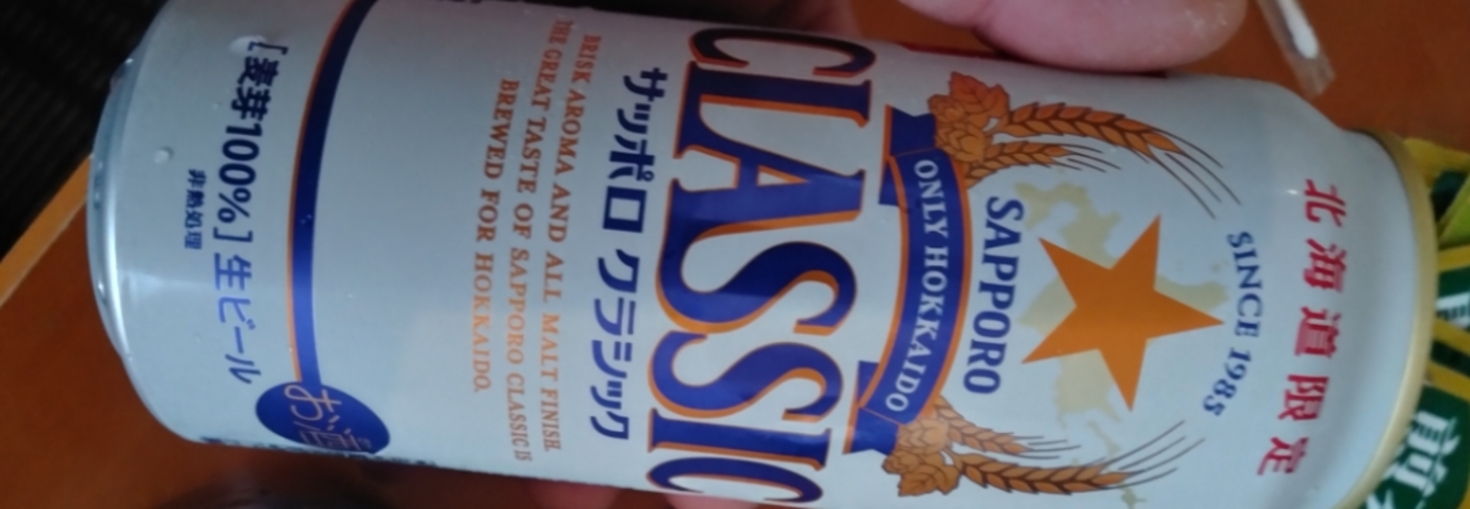 北海道限定
SINCE 1985
SAPPORO
ONLY HOKKAIDO
CLASSIC
サッポロ クラシック
BRISK AROMA AND ALL MALT FINISH.
THE GREAT TASTE OF SAPPORO CLASSIC IS
BREWED FOR HOKKAIDO.
お酒
[麦芽100%] 生ビール
非熱処理